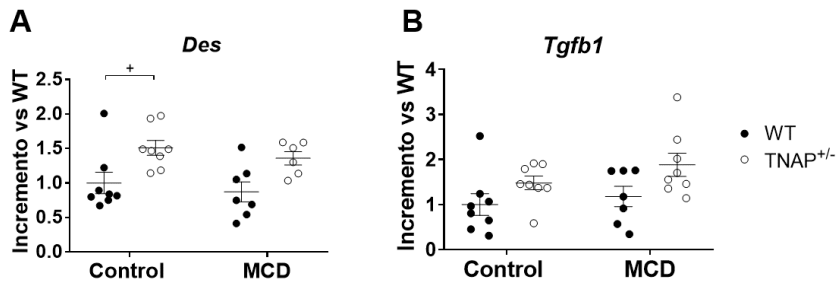 A
Des
+
Incremento vs WT
2.5
2.0
1.5
1.0
0.5
0.0
Control
MCD
B
Tgfb1
Incremento vs WT
4
3
2
1
0
Control
MCD
WT
TNAP+/-